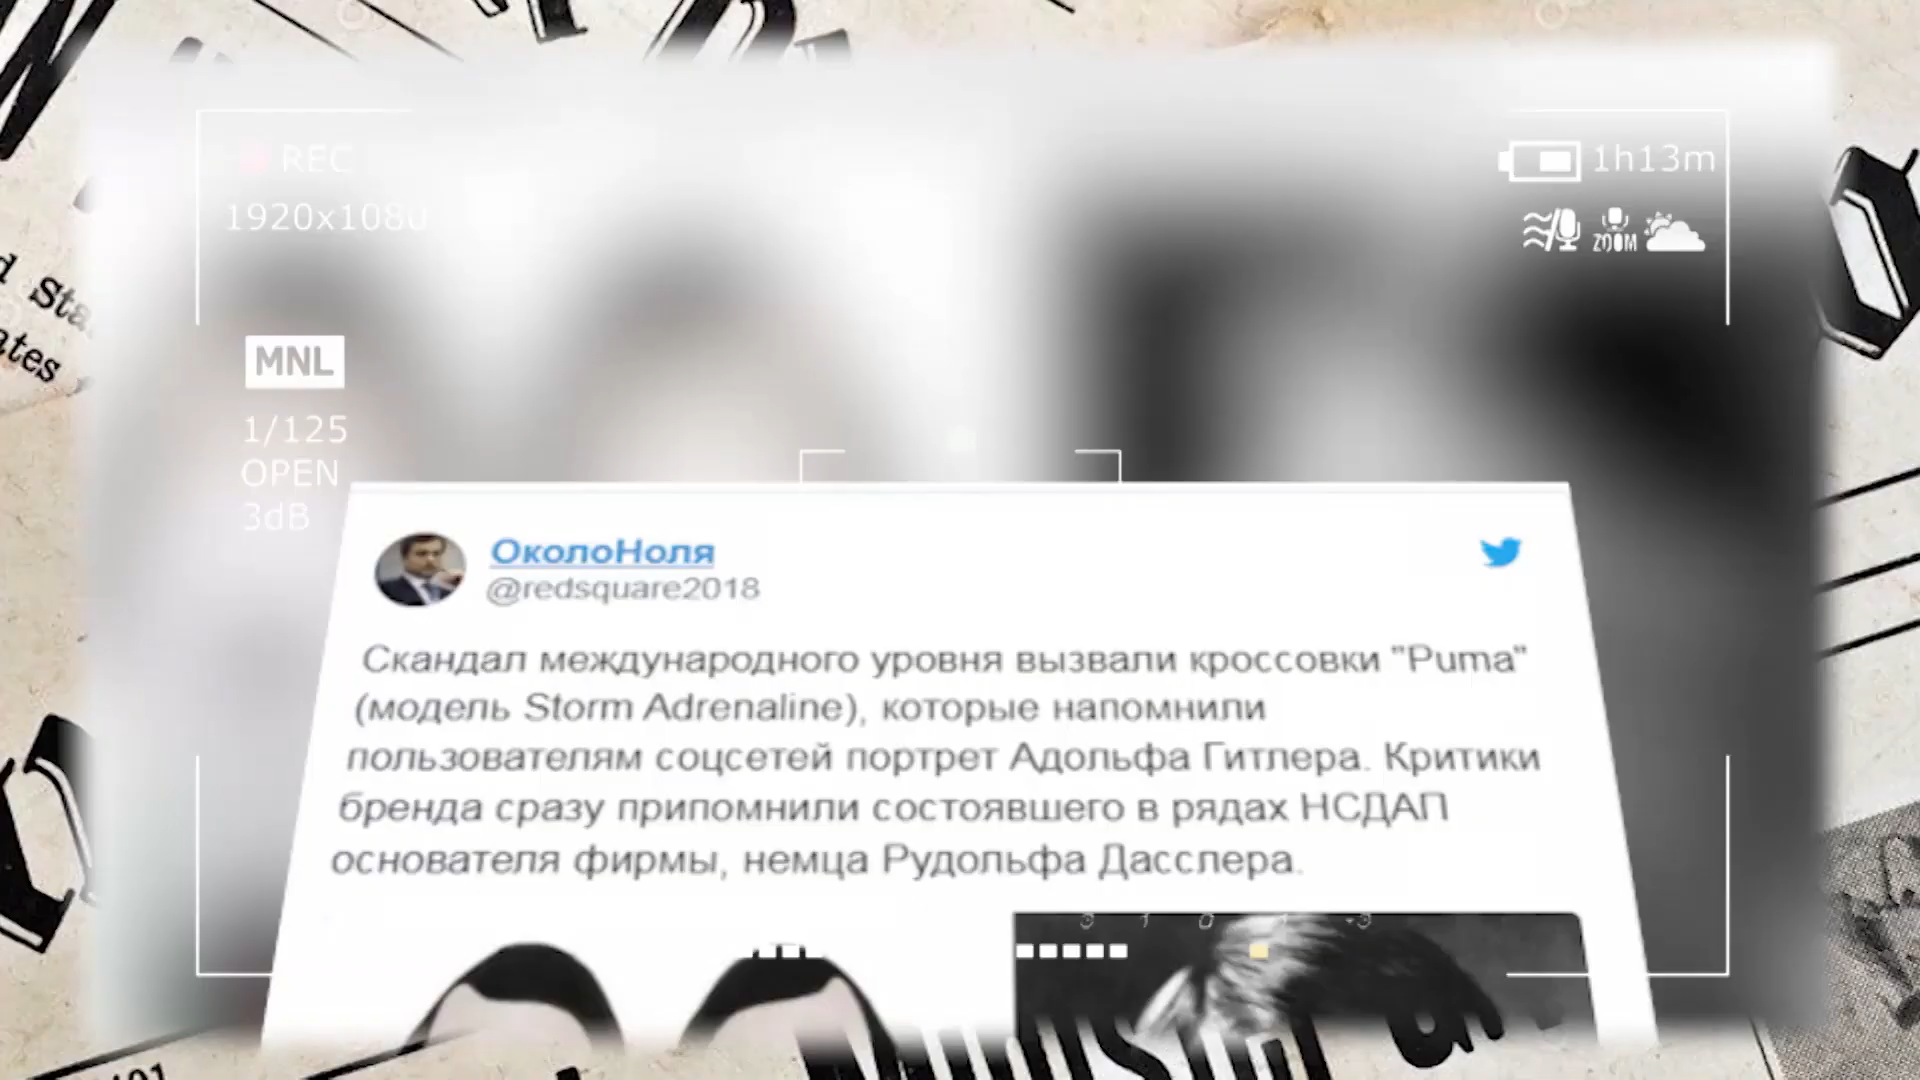 REC
1h13m
1920x1080
ZOOM
MNL
1/125
OPEN
3dB
ОколоНоля
@redsquare2018
Скандал международного уровня вызвали кроссовки "Puma"
(модель Storm Adrenaline), которые напомнили
пользователям соцсетей портрет Адольфа Гитлера. Критики
бренда сразу припомнили состоявшего в рядах НСДАП
основателя фирмы, немца Рудольфа Дасслера.